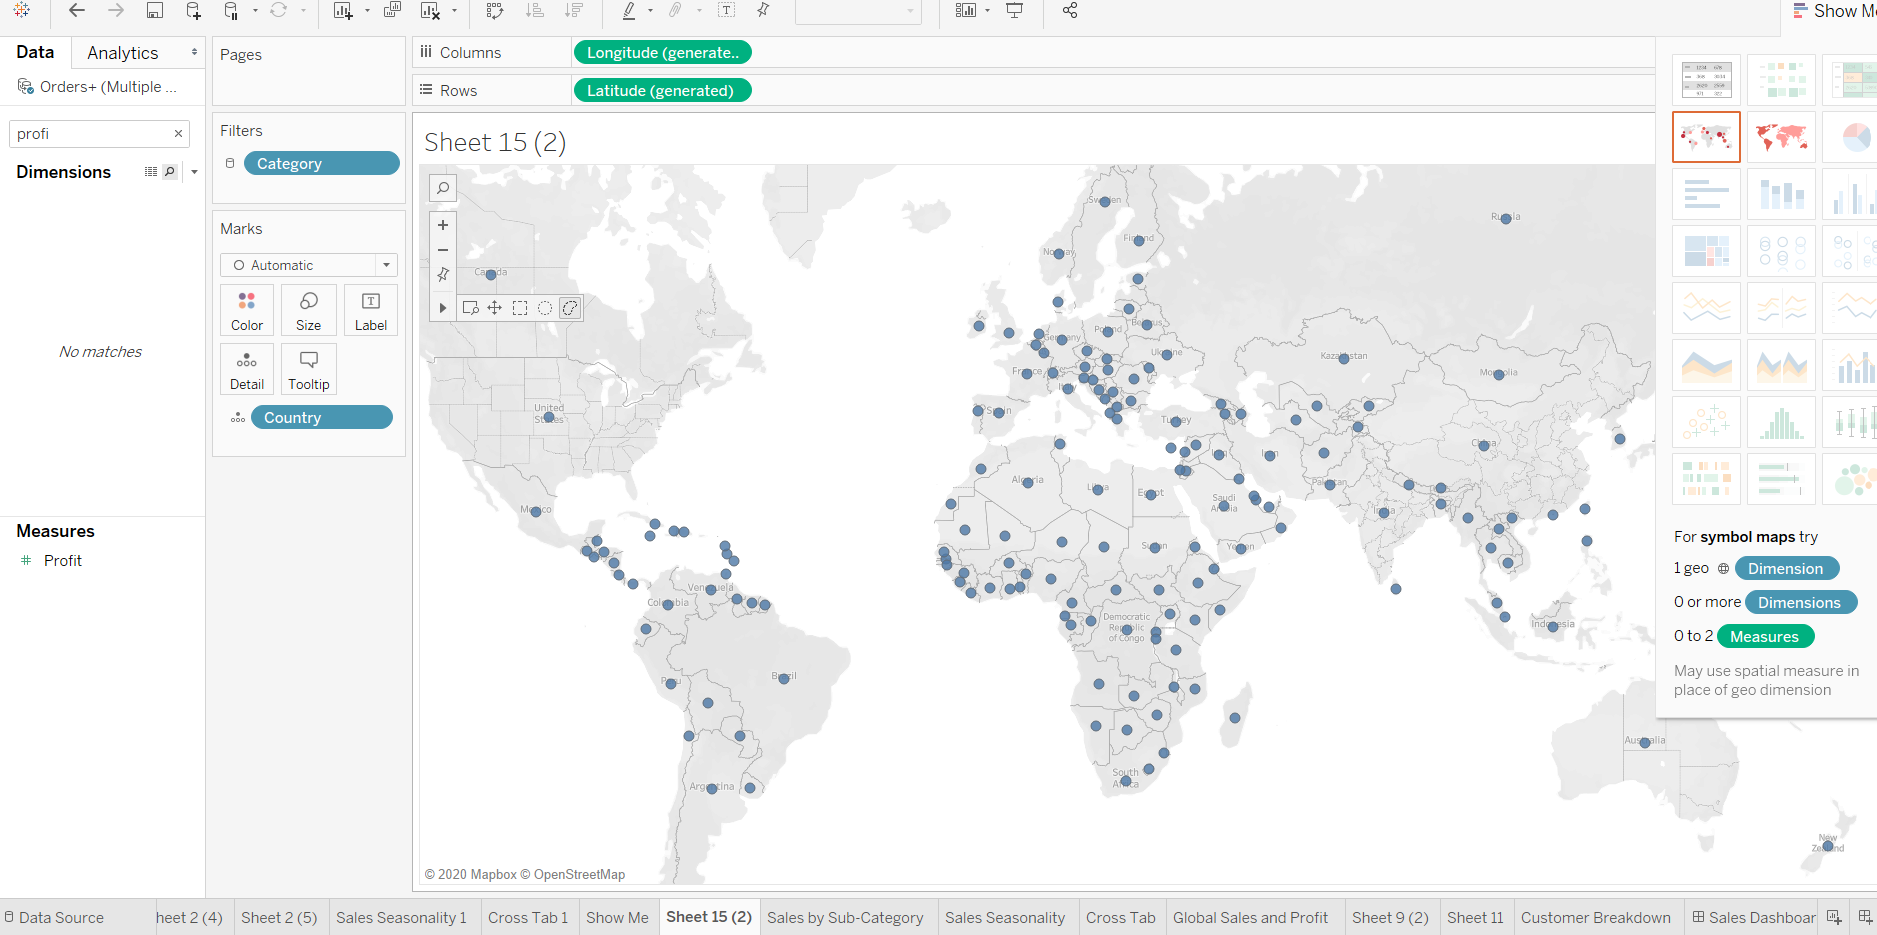 Show Me
Data
Analytics
Orders+ (Multiple ...
profi
Dimensions
No matches
Measures
Profit
Pages
Filters
Category
Marks
Automatic
Color
Size
Label
Detail
Tooltip
Country
Columns
Longitude (generate..
Rows
Latitude (generated)
Sheet 15 (2)
Sweden
Russia
Finland
Norway
Canada
Poland
Belarus
Germany
Ukraine
Kazakhstan
France
Mongolia
Italy
United
States
Spain
Turkey
China
Iraq
Iran
Algeria
Libya
Egypt
Pakistan
Saudi
Arabia
Mexico
India
Sudan
Yemen
Venezuela
Colombia
Democratic
Republic
of Congo
Indonesia
Brazil
Peru
Australia
South
Africa
Argentina
New
Zealand
© 2020 Mapbox © OpenStreetMap
For symbol maps try
1 geo Dimension
0 or more Dimensions
0 to 2 Measures
May use spatial measure in
place of geo dimension
Data Source
heet 2 (4)
Sheet 2 (5)
Sales Seasonality 1
Cross Tab 1
Show Me
Sheet 15 (2)
Sales by Sub-Category
Sales Seasonality
Cross Tab
Global Sales and Profit
Sheet 9 (2)
Sheet 11
Customer Breakdown
Sales Dashboar